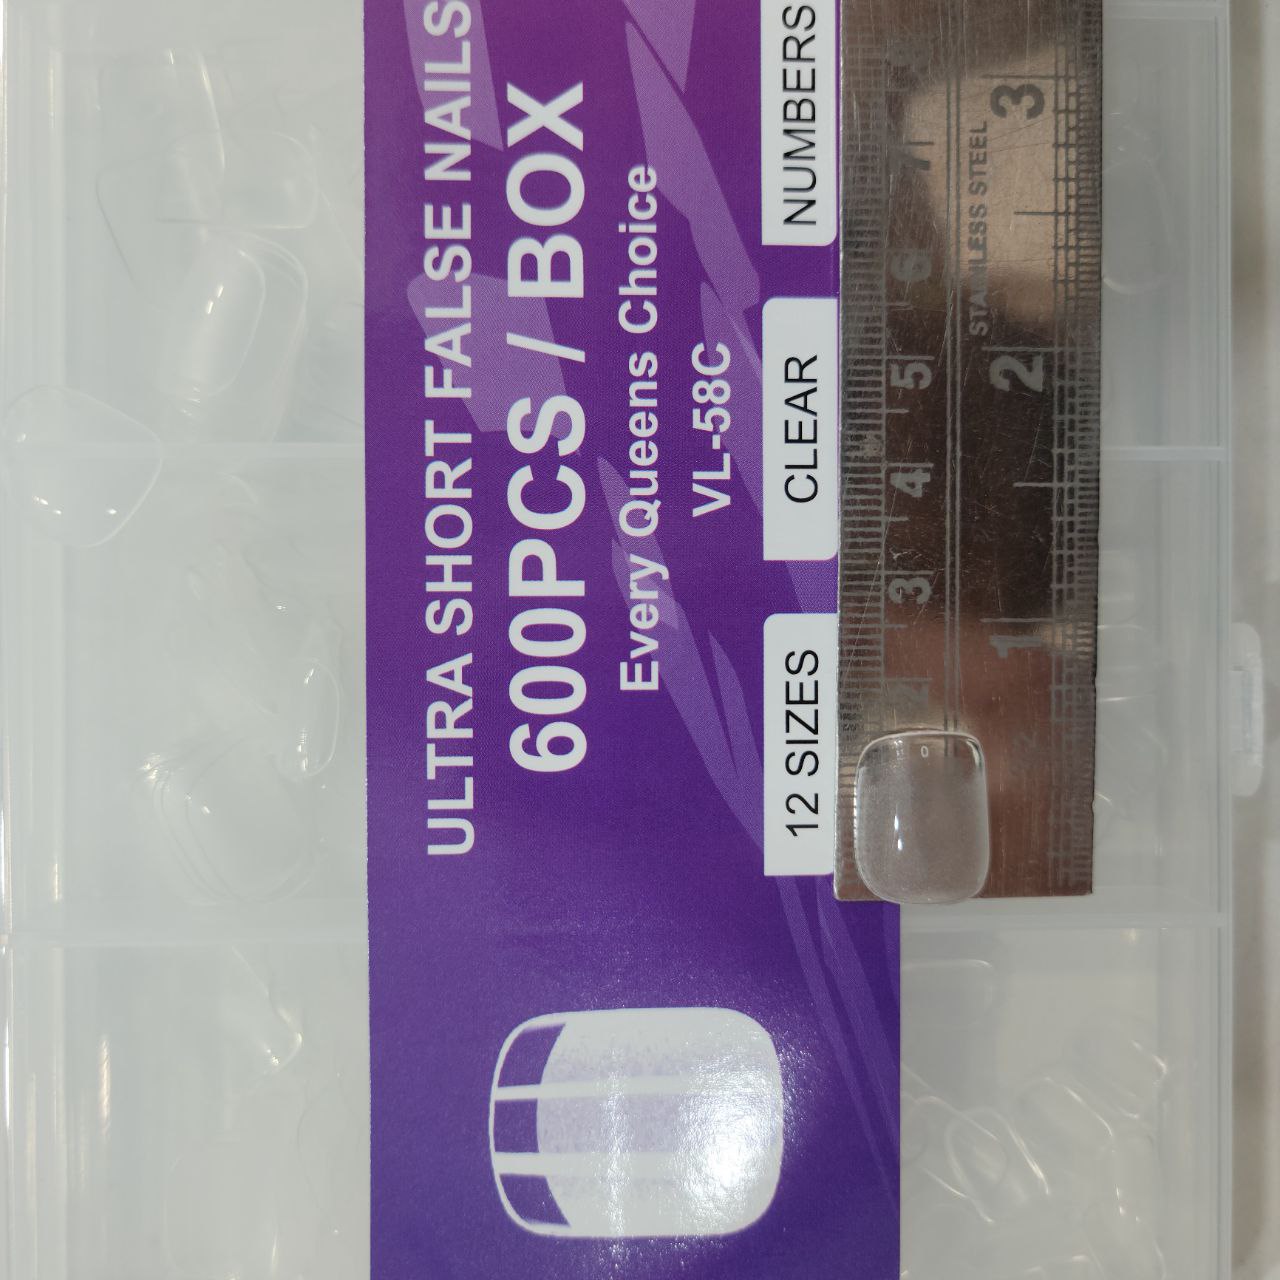 ULTRA SHORT FALSE NAILS
600PCS / BOX
Every Queens Choice
VL-58C
12 SIZES
CLEAR
NUMBERS
2 3 4 5 6 7
STAINLESS STEEL
1 2 3